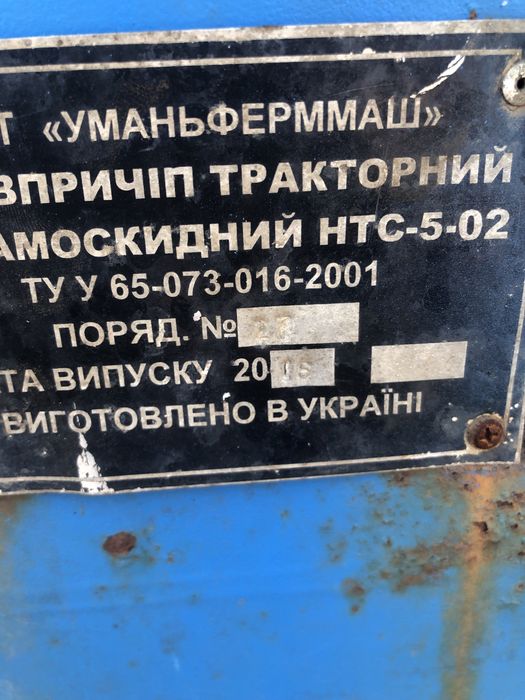 Т «УМАНЬФЕРММАШ»
ВПРИЧІП ТРАКТОРНИЙ
АМОСКИДНИЙ НТС-5-02
ТУ У 65-073-016-2001
ПОРЯД. №
ТА ВИПУСКУ 20
ВИГОТОВЛЕНО В УКРАЇНІ